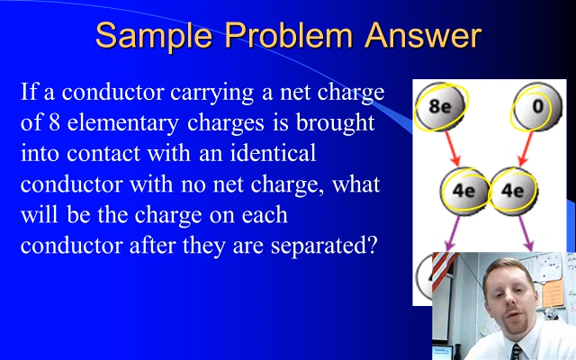 Sample Problem Answer
If a conductor carrying a net charge
of 8 elementary charges is brought
into contact with an identical
conductor with no net charge, what
will be the charge on each
conductor after they are separated?
8e 0
4e 4e